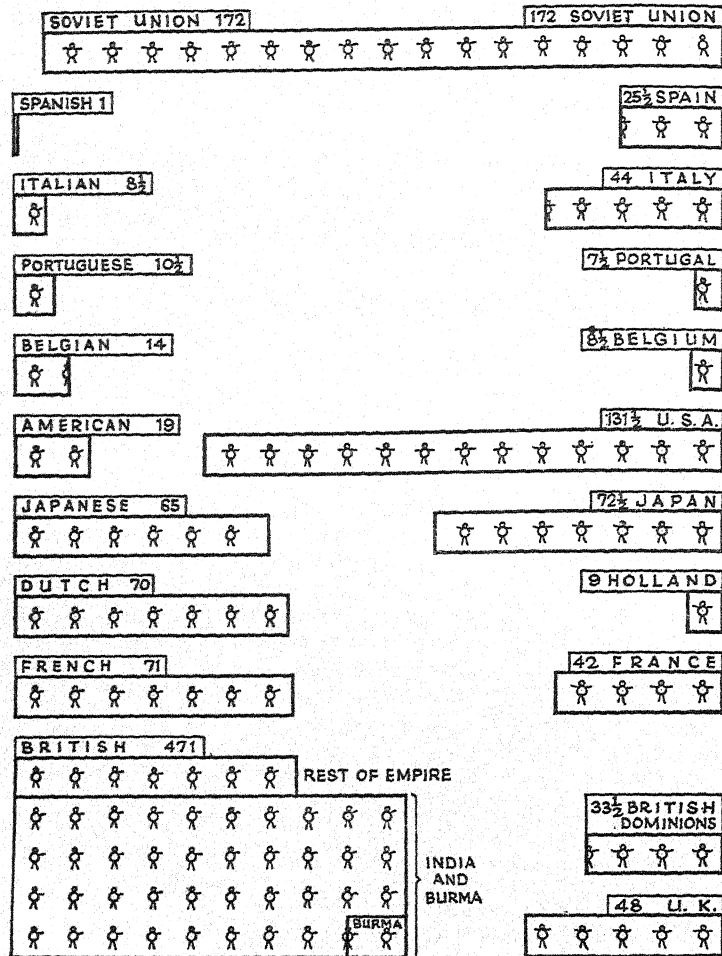 SOVIET UNION 172
172 SOVIET UNION
SPANISH 1
25½ SPAIN
ITALIAN 8½
44 ITALY
PORTUGUESE 10½
7½ PORTUGAL
BELGIAN 14
8½ BELGIUM
AMERICAN 19
131½ U.S.A.
JAPANESE 65
72½ JAPAN
DUTCH 70
9 HOLLAND
FRENCH 71
42 FRANCE
BRITISH 471
REST OF EMPIRE
33½ BRITISH
DOMINIONS
INDIA
AND
BURMA
BURMA
48 U.K.